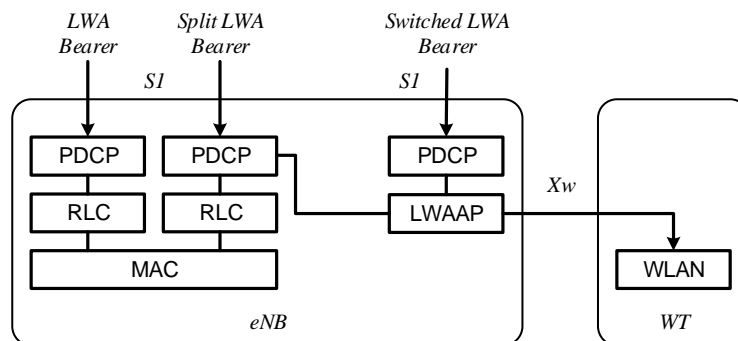 LWA
Bearer
Split LWA
Bearer
Switched LWA
Bearer
S1
S1
PDCP
PDCP
PDCP
Xw
RLC
RLC
LWAAP
MAC
WLAN
eNB
WT